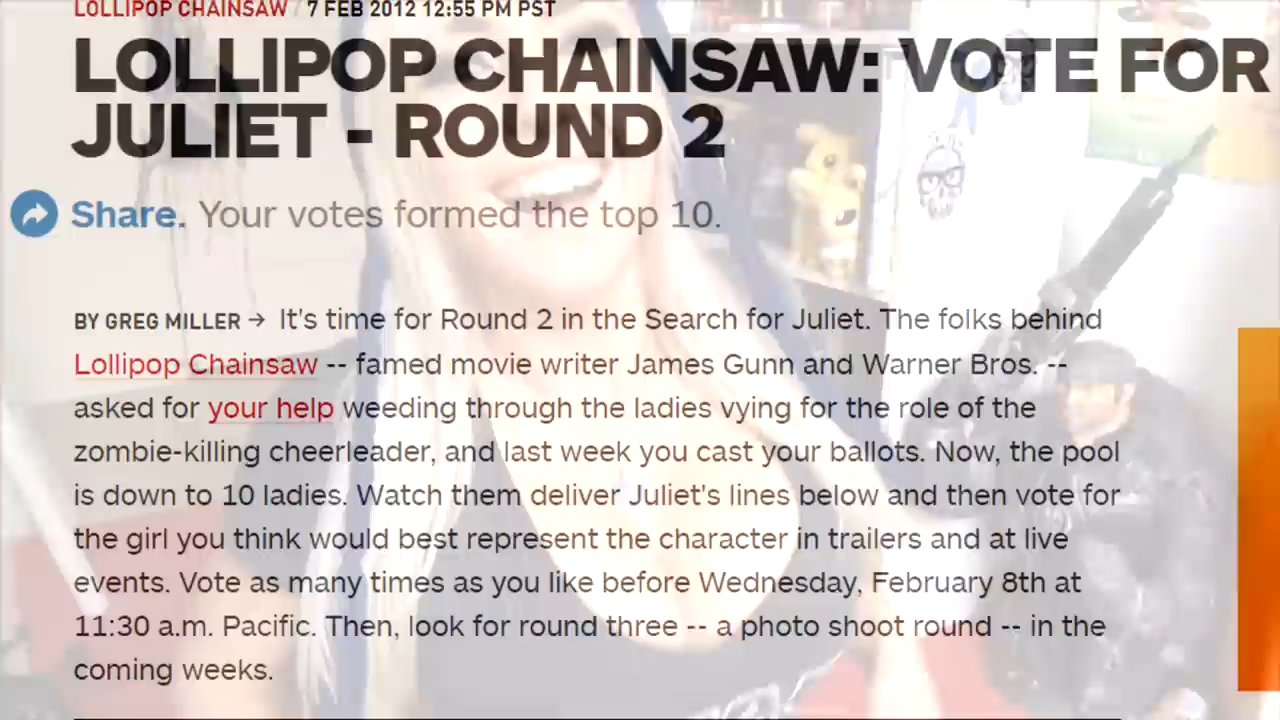 LOLLIPOP CHAINSAW / 7 FEB 2012 12:55 PM PST
LOLLIPOP CHAINSAW: VOTE FOR
JULIET - ROUND 2
Share. Your votes formed the top 10.
BY GREG MILLER → It's time for Round 2 in the Search for Juliet. The folks behind
Lollipop Chainsaw -- famed movie writer James Gunn and Warner Bros. --
asked for your help weeding through the ladies vying for the role of the
zombie-killing cheerleader, and last week you cast your ballots. Now, the pool
is down to 10 ladies. Watch them deliver Juliet's lines below and then vote for
the girl you think would best represent the character in trailers and at live
events. Vote as many times as you like before Wednesday, February 8th at
11:30 a.m. Pacific. Then, look for round three -- a photo shoot round -- in the
coming weeks.